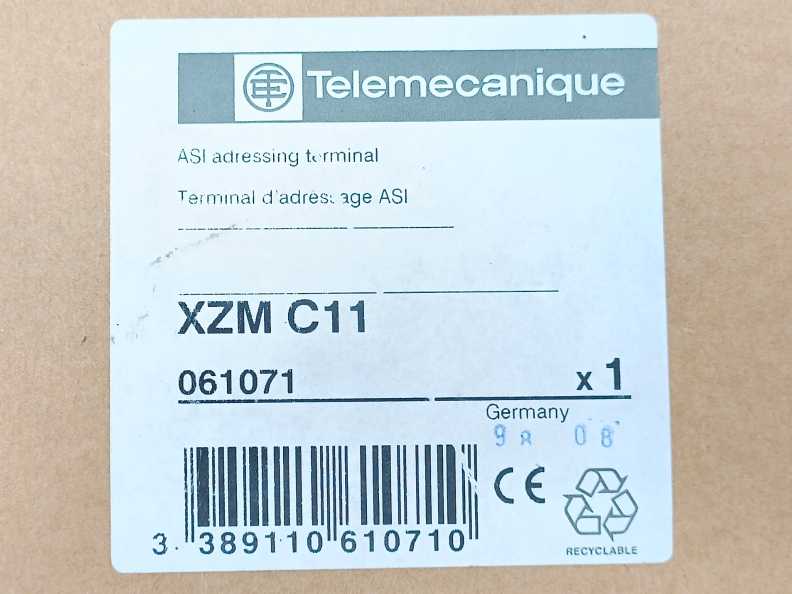 Telemecanique
ASI adressing terminal
Terminal d'adressage ASI
XZM C11
061071 x 1
Germany
98 08
CE
3 389110 610710
RECYCLABLE